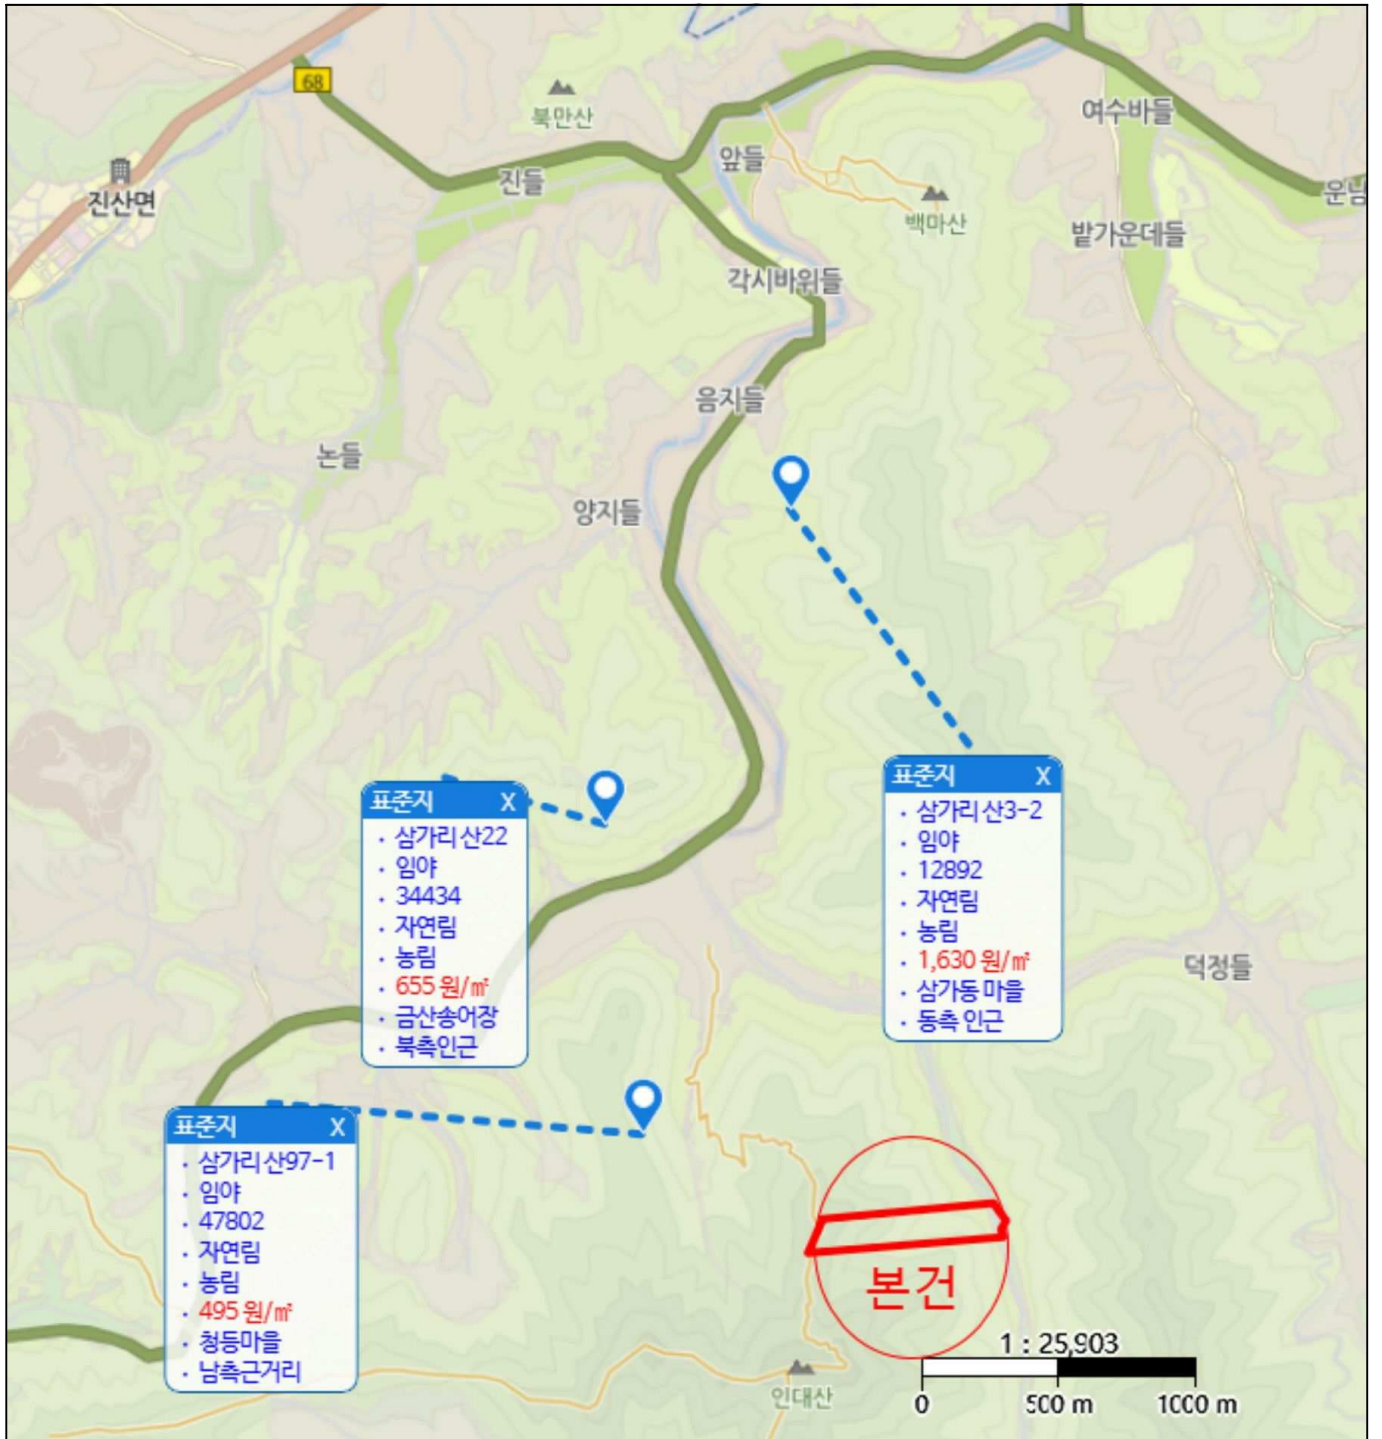 68
북만산
진산면
진들
앞들
여수바들
운남
백마산
밭가운데들
각시바위들
음지들
논들
양지들
표준지 X
· 삼가리 산22
· 임야
· 34434
· 자연림
· 농림
· 655 원/㎡
· 금산송어장
· 북측인근
표준지 X
· 삼가리 산3-2
· 임야
· 12892
· 자연림
· 농림
· 1,630 원/㎡
· 삼가동 마을
· 동측 인근
덕정들
표준지 X
· 삼가리 산97-1
· 임야
· 47802
· 자연림
· 농림
· 495 원/㎡
· 청등마을
· 남측근거리
본건
1 : 25,903
인대산
0 500 m 1000 m